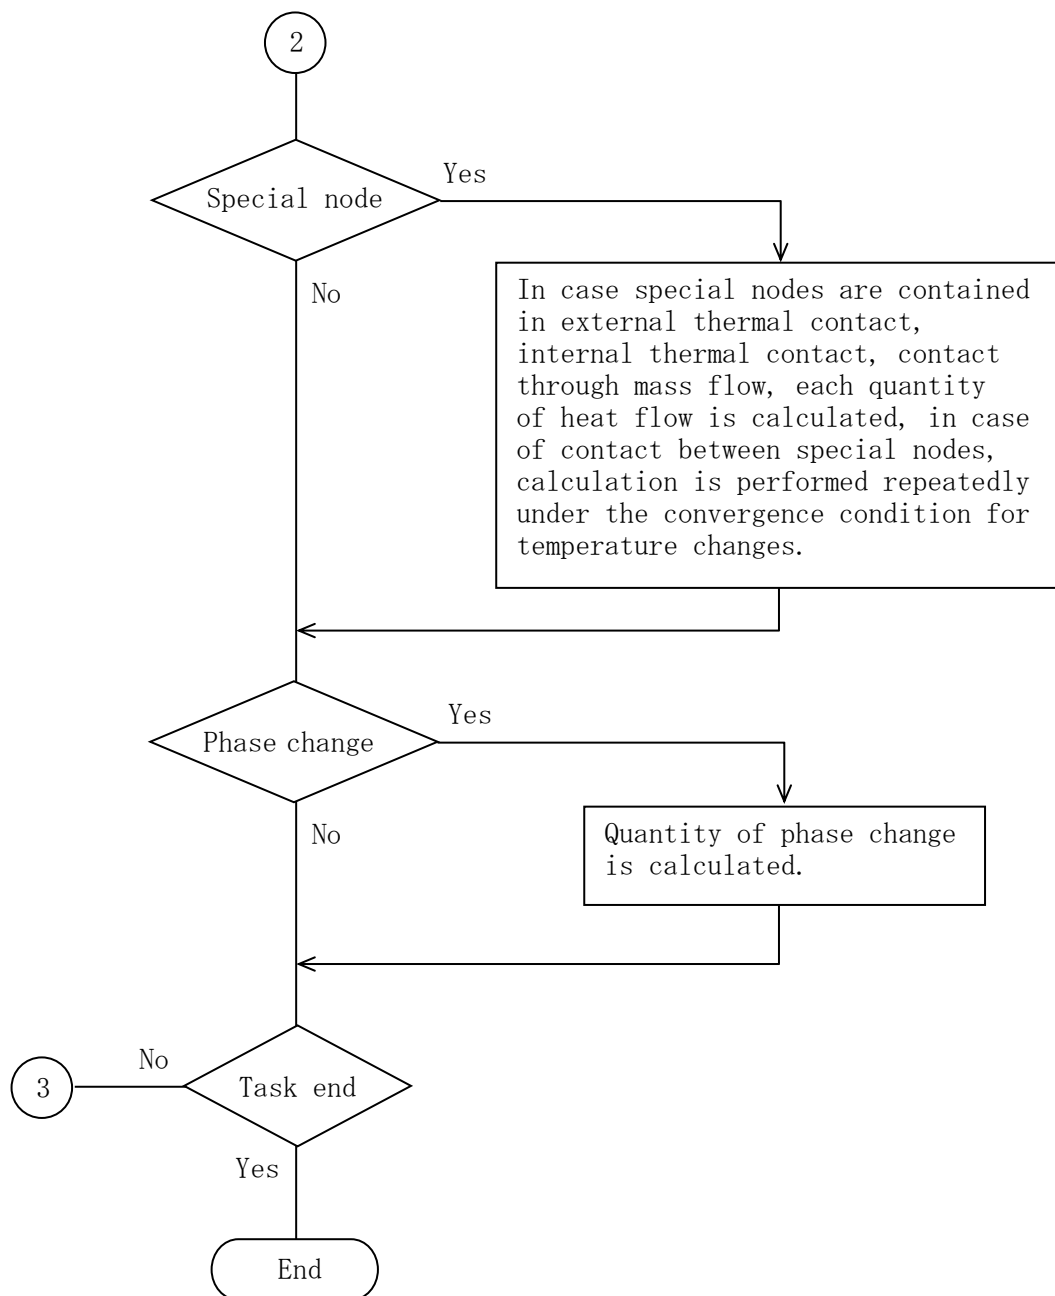 2
Special node
Yes
No
In case special nodes are contained
in external thermal contact,
internal thermal contact, contact
through mass flow, each quantity
of heat flow is calculated, in case
of contact between special nodes,
calculation is performed repeatedly
under the convergence condition for
temperature changes.
Phase change
Yes
No
Quantity of phase change
is calculated.
Task end
No
3
Yes
End